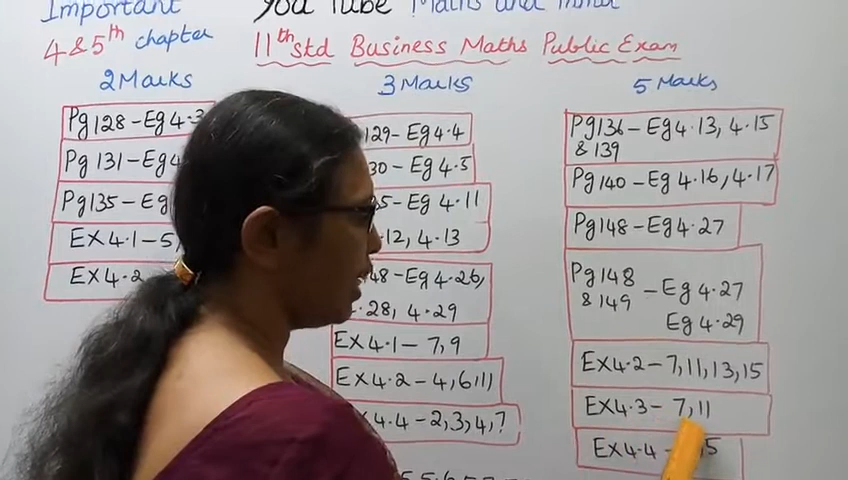 Important You Tube Maths and mind
4 & 5th chapter 11th std Business Maths Public Exam
2 Marks
Pg 128 - Eg 4.3
Pg 131 - Eg 4
Pg 135 - Eg
EX 4.1 - 5,
EX 4.2
3 Marks
129 - Eg 4.4
30 - Eg 4.5
5 - Eg 4.11
12, 4.13
48 - Eg 4.26,
.28, 4.29
EX 4.1 - 7, 9
EX 4.2 - 4, 6, 11
X 4.4 - 2, 3, 4, 7
5 Marks
Pg 136 - Eg 4.13, 4.15
& 139
Pg 140 - Eg 4.16, 4.17
Pg 148 - Eg 4.27
Pg 148
& 149 - Eg 4.27
Eg 4.29
EX 4.2 - 7, 11, 13, 15
EX 4.3 - 7, 11
EX 4.4 - , 5